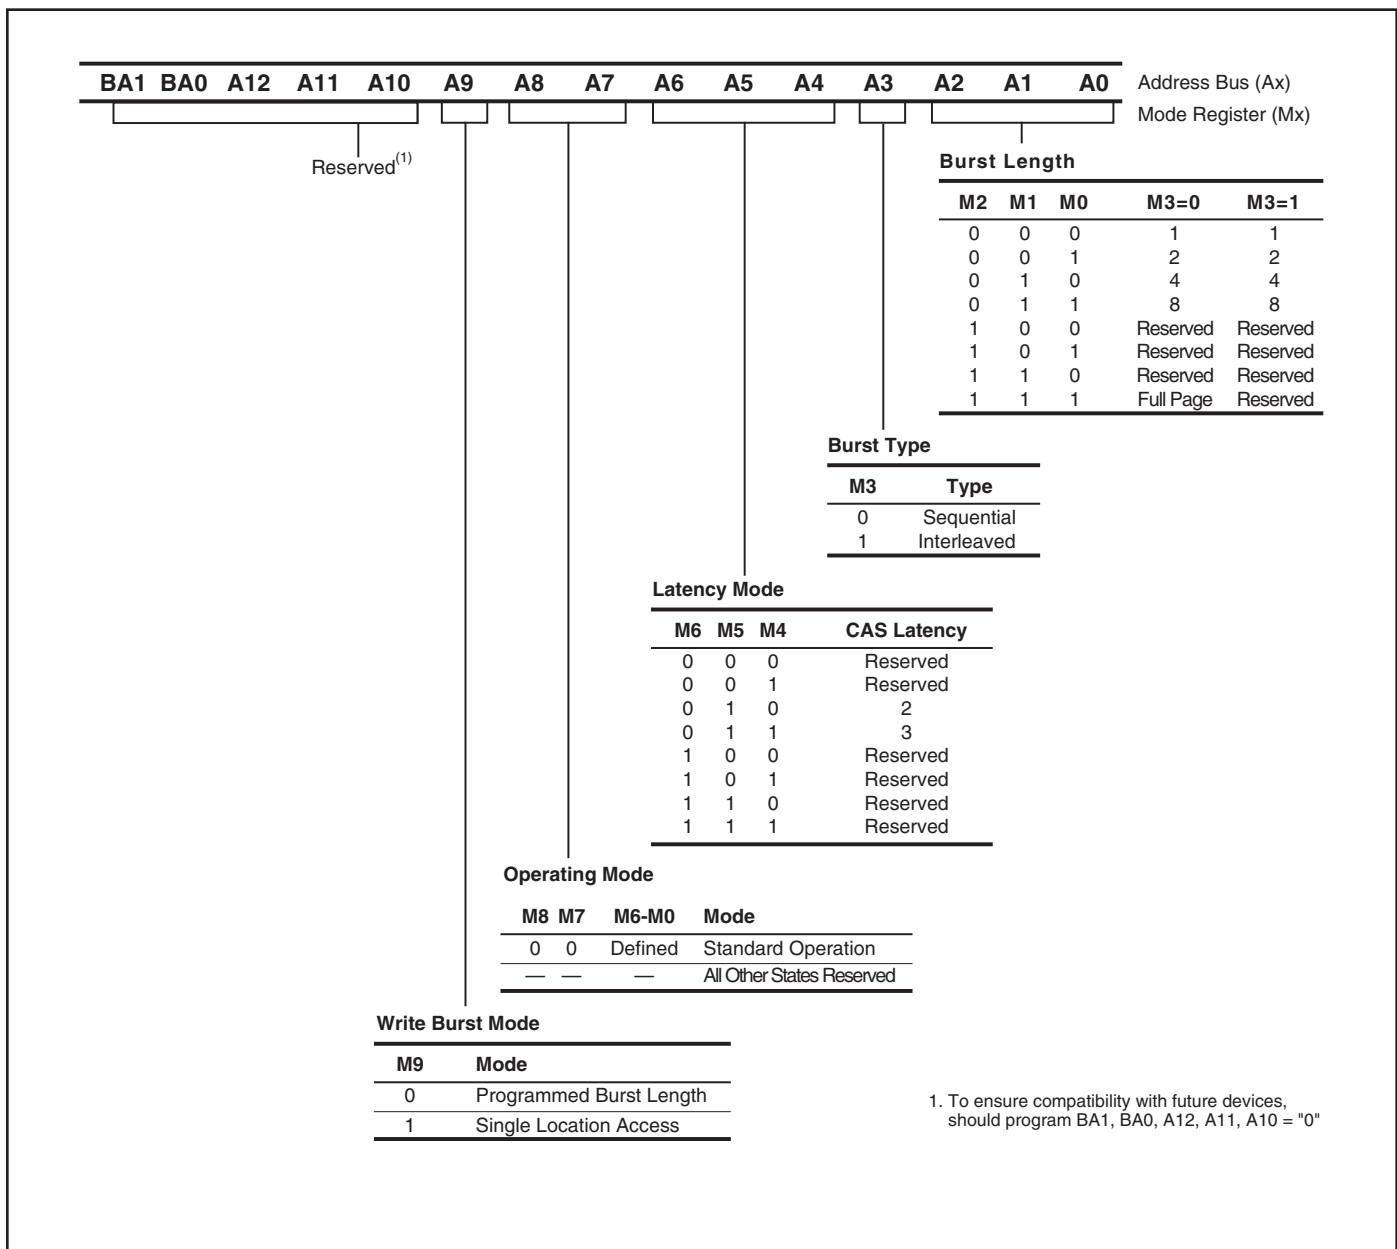 BA1 BA0 A12 A11 A10 A9 A8 A7 A6 A5 A4 A3 A2 A1 A0 Address Bus (Ax)
Mode Register (Mx)
Reserved(1)
Burst Length
M2 M1 M0 M3=0 M3=1
0 0 0 1 1
0 0 1 2 2
0 1 0 4 4
0 1 1 8 8
1 0 0 Reserved Reserved
1 0 1 Reserved Reserved
1 1 0 Reserved Reserved
1 1 1 Full Page Reserved
Burst Type
M3 Type
0 Sequential
1 Interleaved
Latency Mode
M6 M5 M4 CAS Latency
0 0 0 Reserved
0 0 1 Reserved
0 1 0 2
0 1 1 3
1 0 0 Reserved
1 0 1 Reserved
1 1 0 Reserved
1 1 1 Reserved
Operating Mode
M8 M7 M6-M0 Mode
0 0 Defined Standard Operation
— — — All Other States Reserved
Write Burst Mode
M9 Mode
0 Programmed Burst Length
1 Single Location Access
1. To ensure compatibility with future devices,
should program BA1, BA0, A12, A11, A10 = "0"